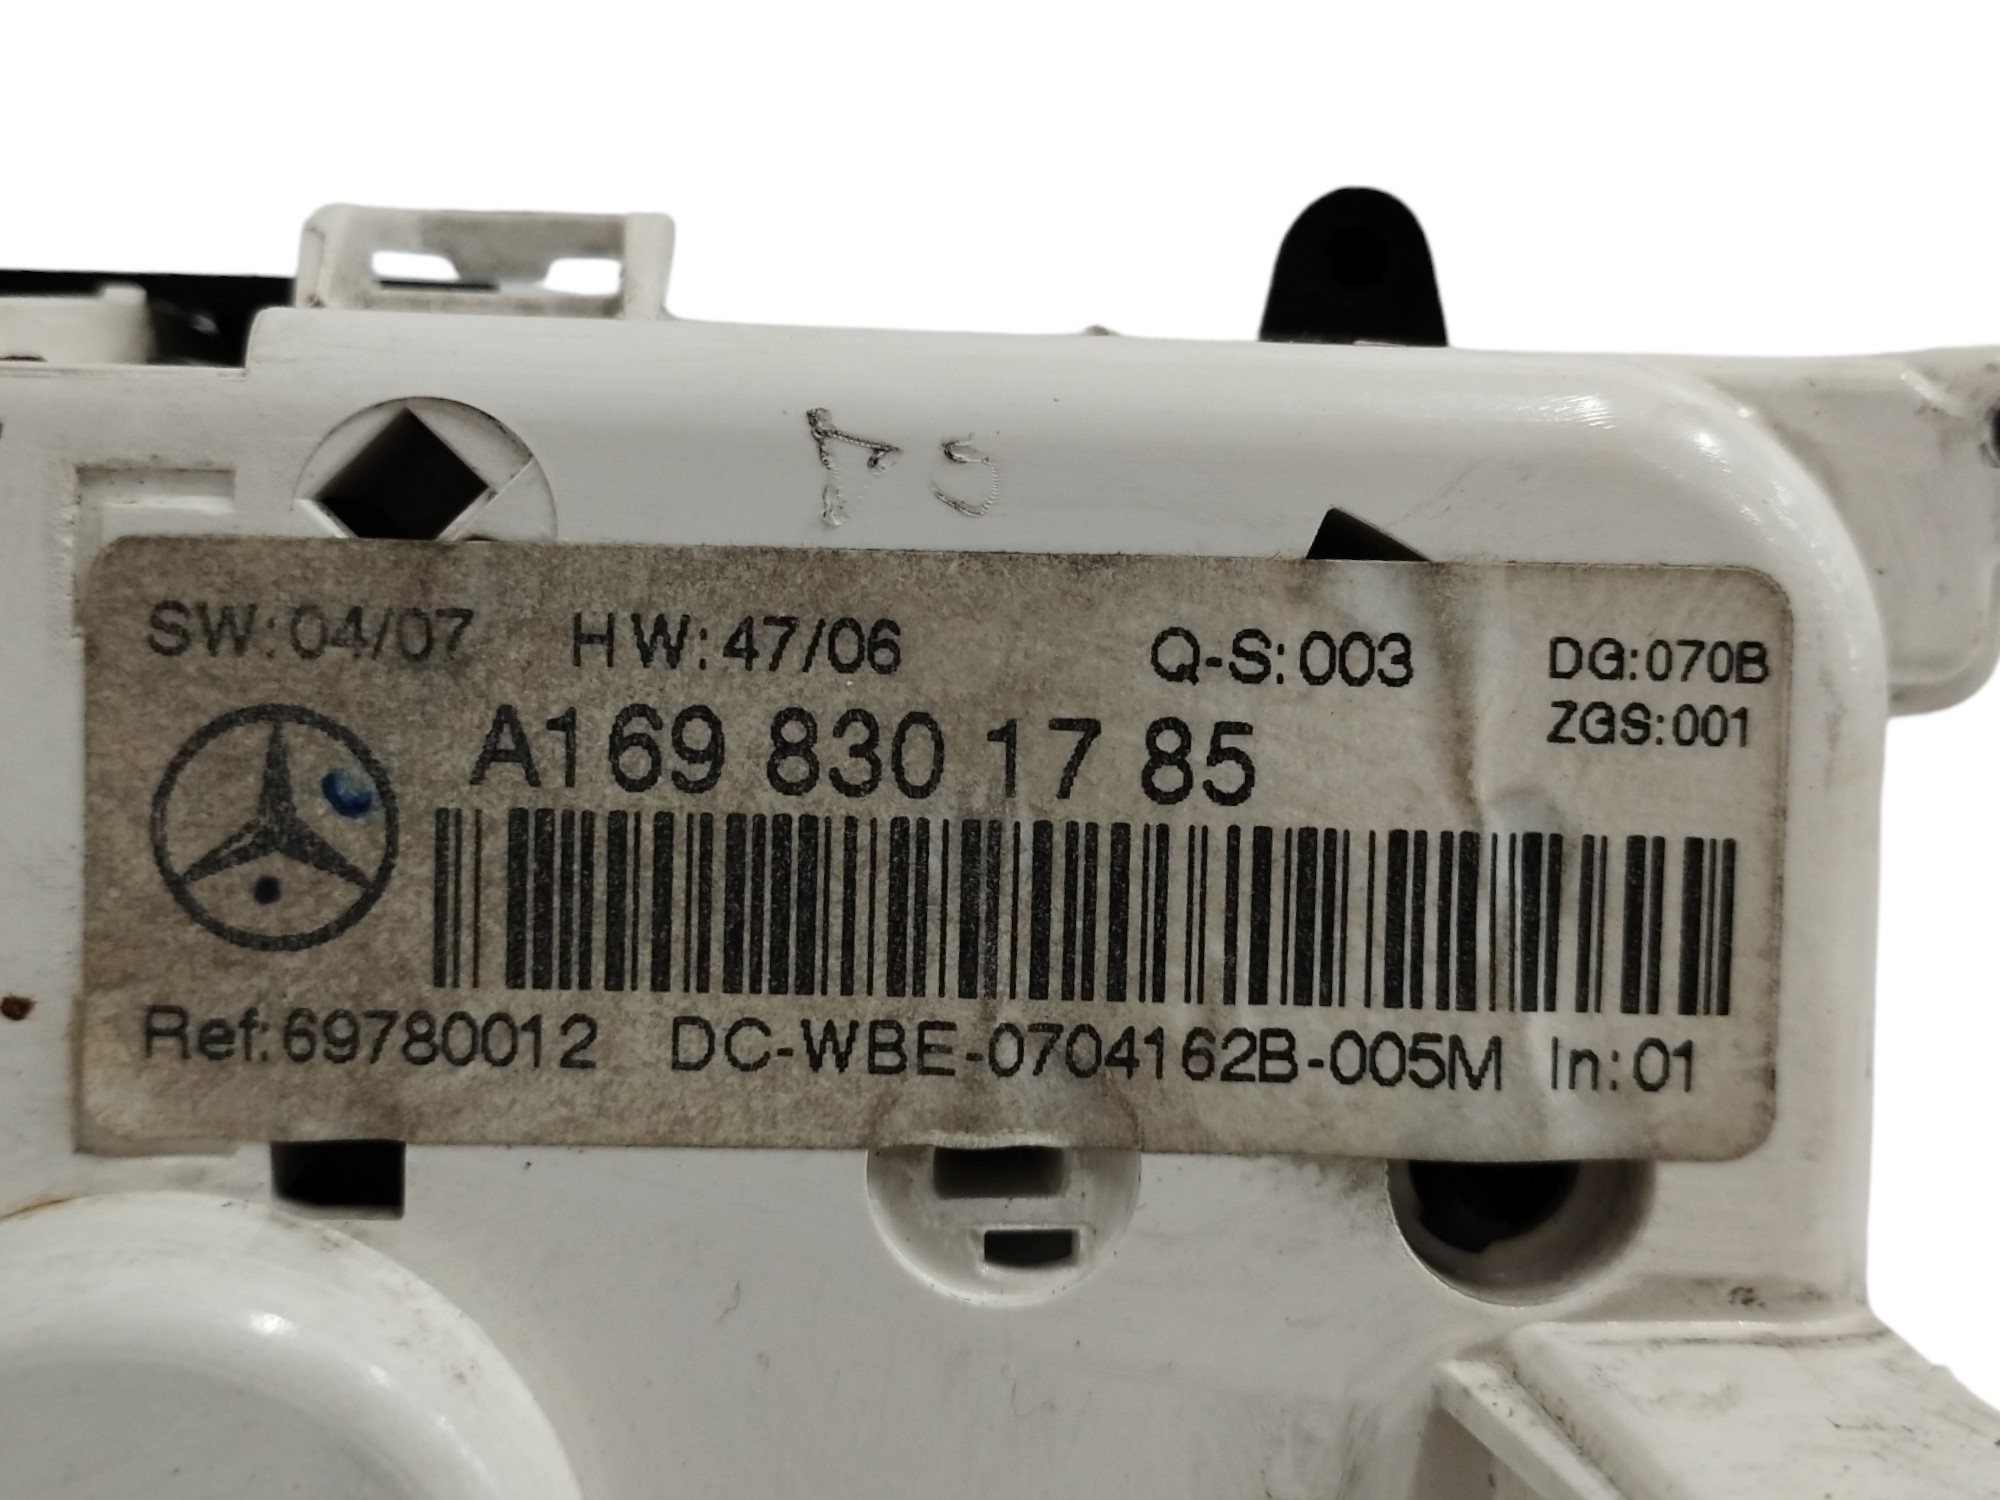 SW:04/07 HW:47/06 Q-S:003 DG:070B
ZGS:001
A169 830 17 85
Ref:69780012 DC-WBE-0704162B-005M In:01